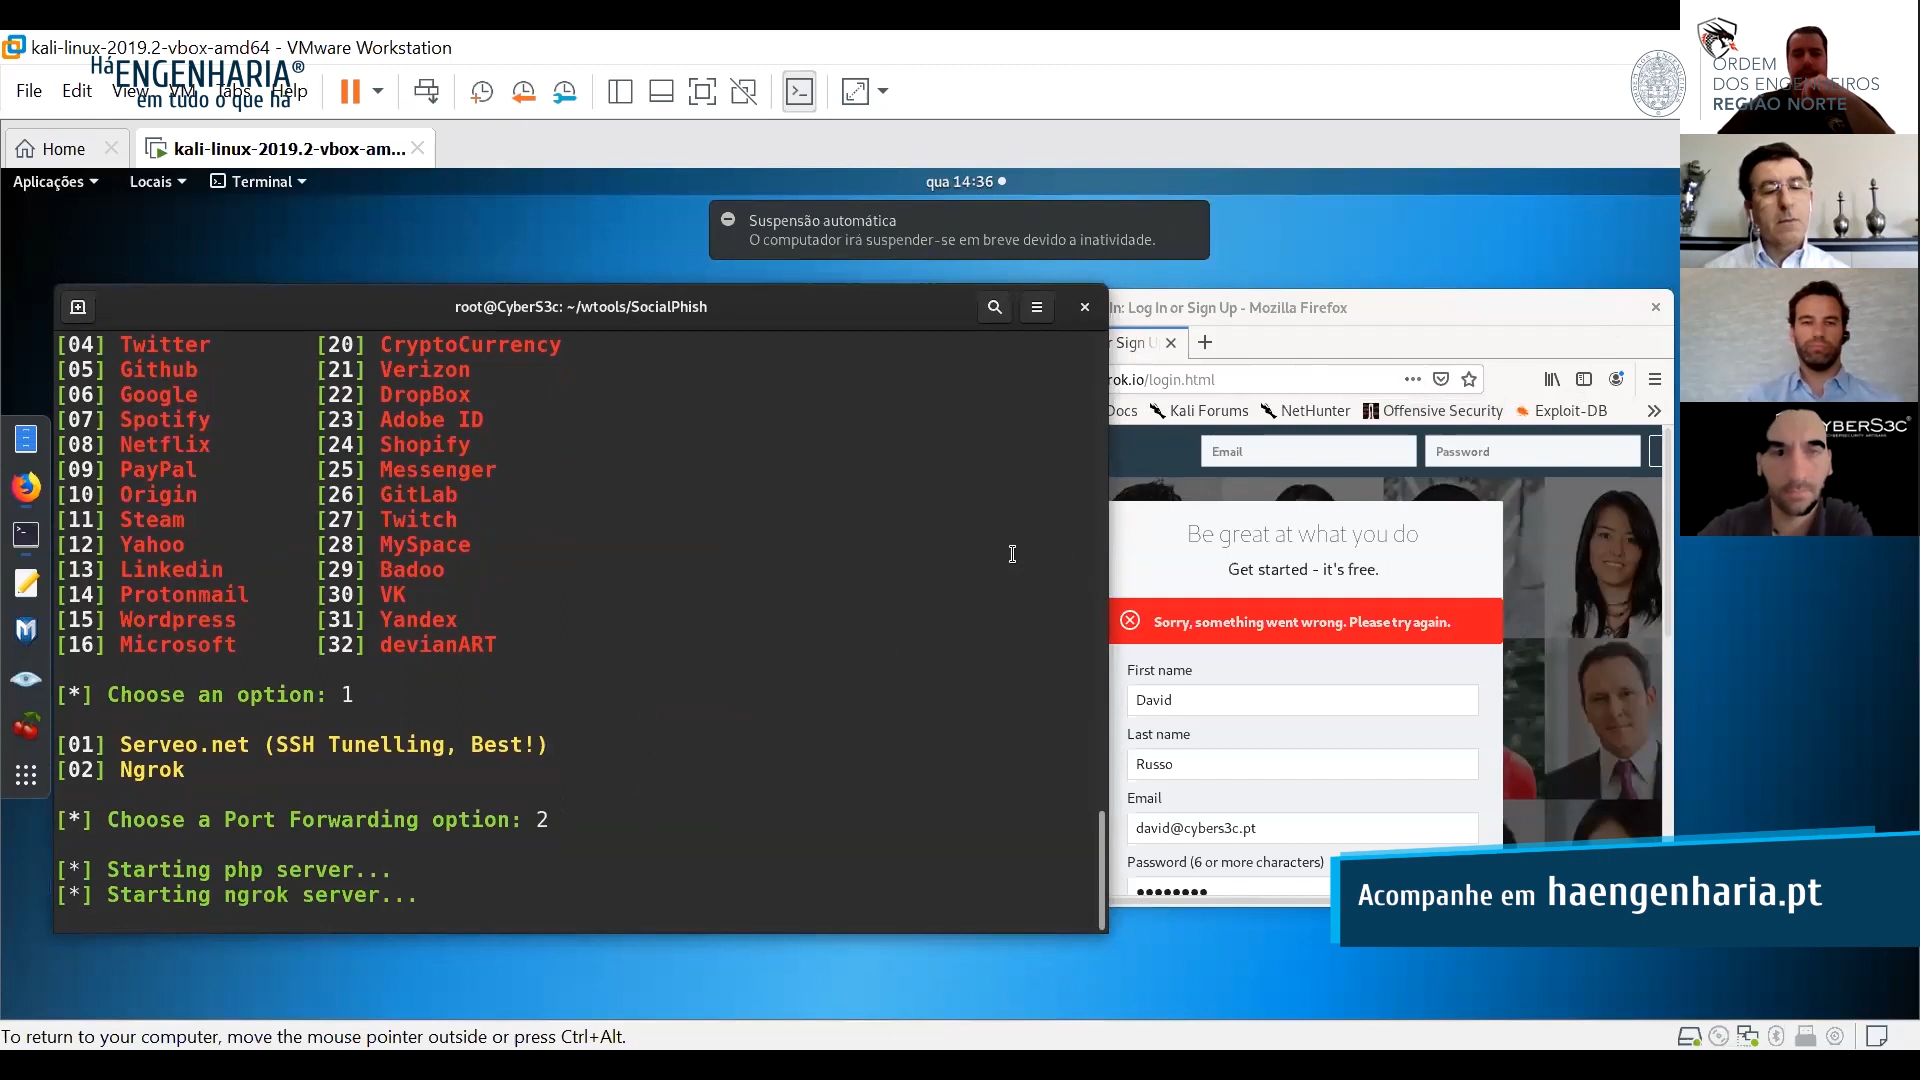 kali-linux-2019.2-vbox-amd64 - VMware Workstation
File Edit View VM Tabs Help
Há ENGENHARIA®
em tudo o que há
ORDEM
DOS ENGENHEIROS
REGIÃO NORTE
Home
kali-linux-2019.2-vbox-am...
Aplicações Locais Terminal
qua 14:36
Suspensão automática
O computador irá suspender-se em breve devido a inatividade.
root@CyberS3c: ~/wtools/SocialPhish
[04] Twitter [20] CryptoCurrency
[05] Github [21] Verizon
[06] Google [22] DropBox
[07] Spotify [23] Adobe ID
[08] Netflix [24] Shopify
[09] PayPal [25] Messenger
[10] Origin [26] GitLab
[11] Steam [27] Twitch
[12] Yahoo [28] MySpace
[13] Linkedin [29] Badoo
[14] Protonmail [30] VK
[15] Wordpress [31] Yandex
[16] Microsoft [32] devianART
[*] Choose an option: 1
[01] Serveo.net (SSH Tunelling, Best!)
[02] Ngrok
[*] Choose a Port Forwarding option: 2
[*] Starting php server...
[*] Starting ngrok server...
In: Log In or Sign Up - Mozilla Firefox
r Sign U
rok.io/login.html
Docs Kali Forums NetHunter Offensive Security Exploit-DB
Email Password
Be great at what you do
Get started - it's free.
Sorry, something went wrong. Please try again.
First name
David
Last name
Russo
Email
david@cybers3c.pt
Password (6 or more characters)
YBERS3C®
Acompanhe em haengenharia.pt
To return to your computer, move the mouse pointer outside or press Ctrl+Alt.